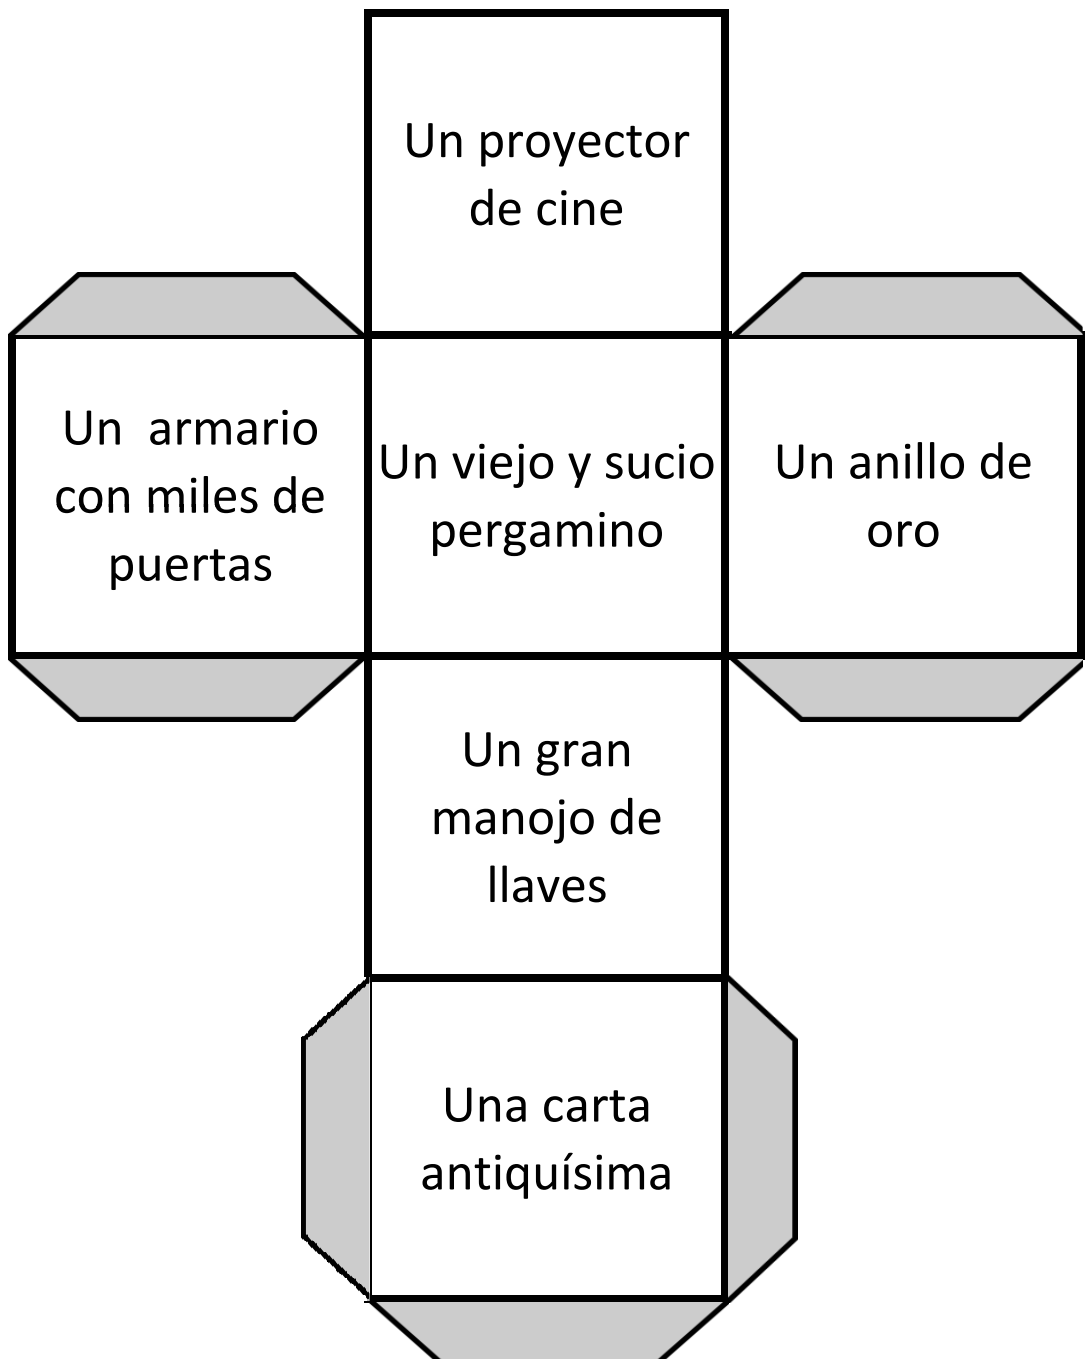 Un proyector
de cine
Un armario
con miles de
puertas
Un viejo y sucio
pergamino
Un anillo de
oro
Un gran
manojo de
llaves
Una carta
antiquísima